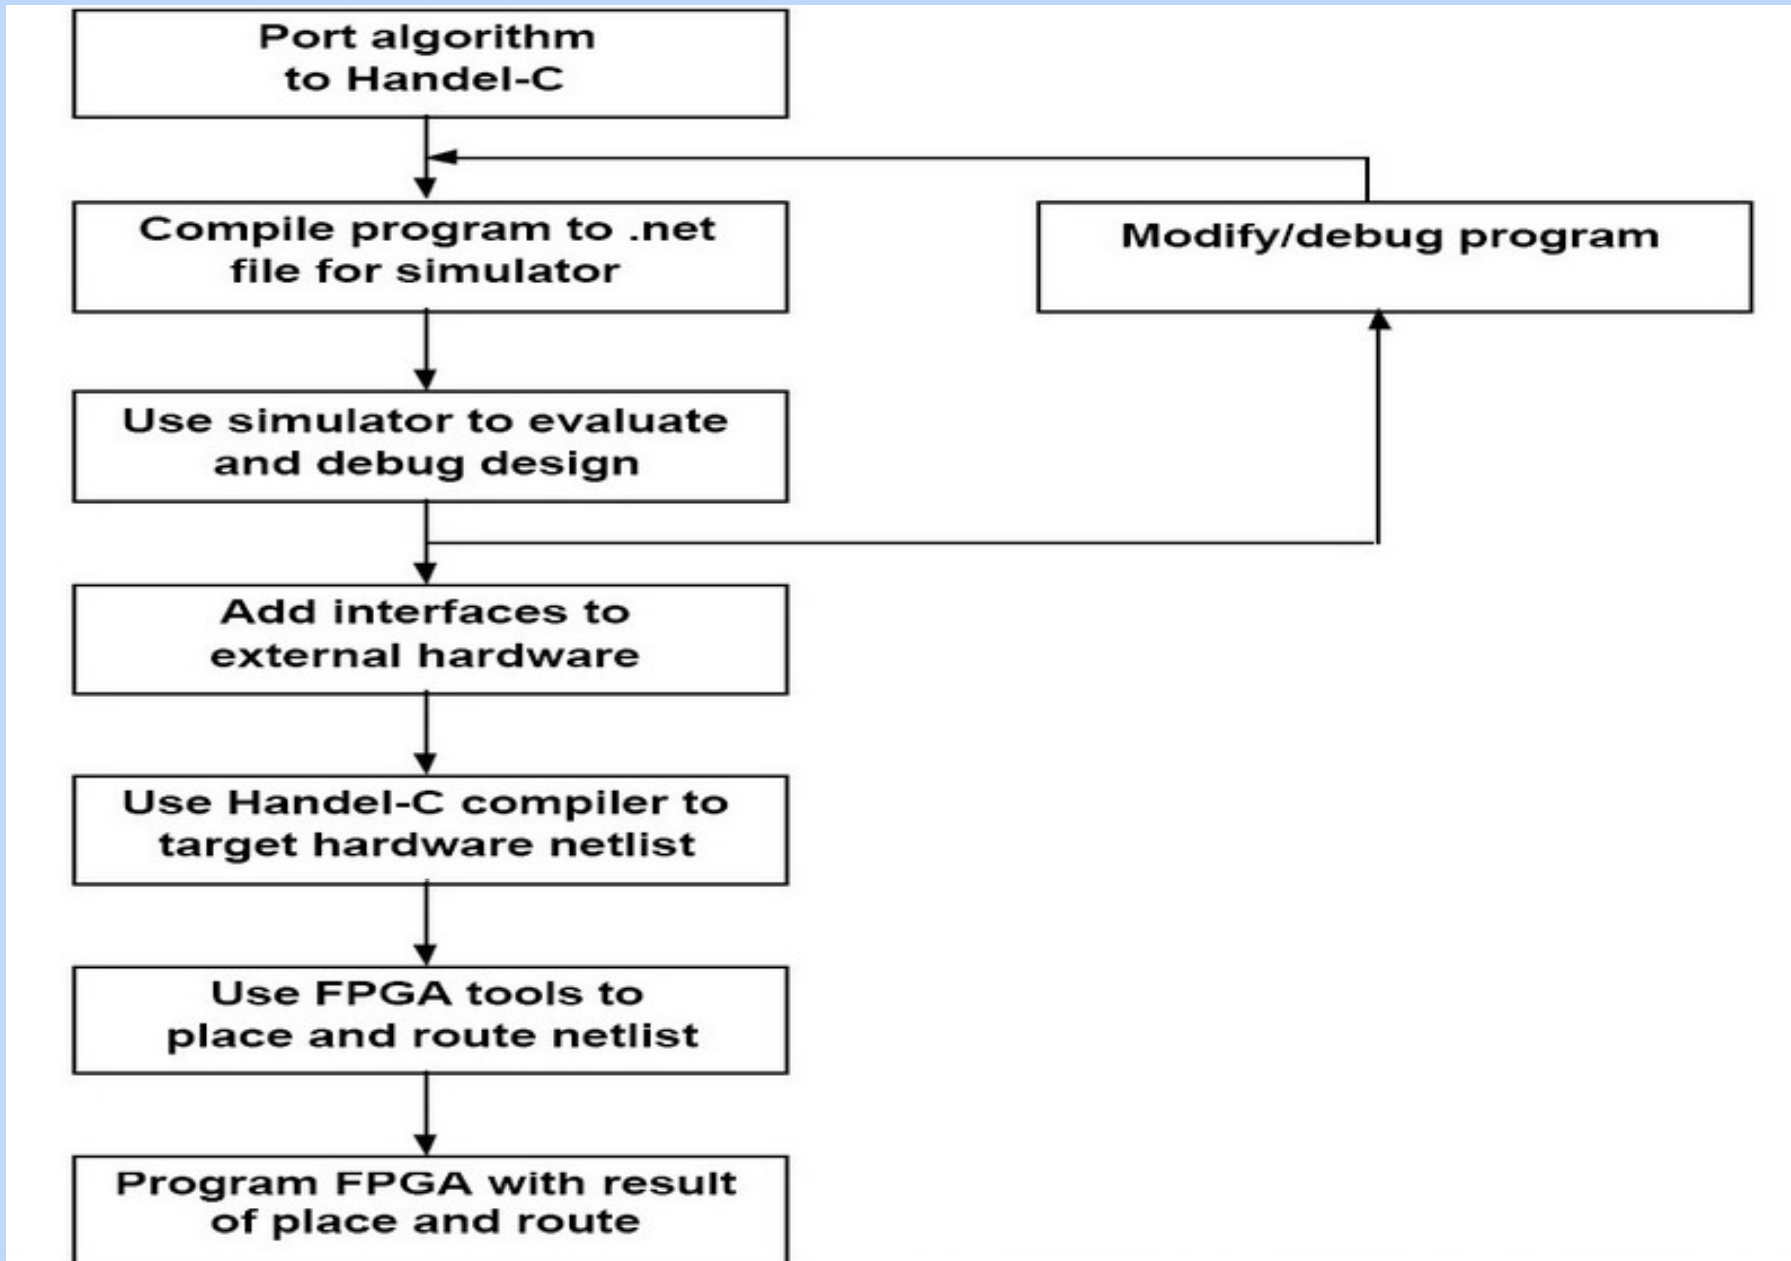 Port algorithm
to Handel-C
Compile program to .net
file for simulator
Modify/debug program
Use simulator to evaluate
and debug design
Add interfaces to
external hardware
Use Handel-C compiler to
target hardware netlist
Use FPGA tools to
place and route netlist
Program FPGA with result
of place and route